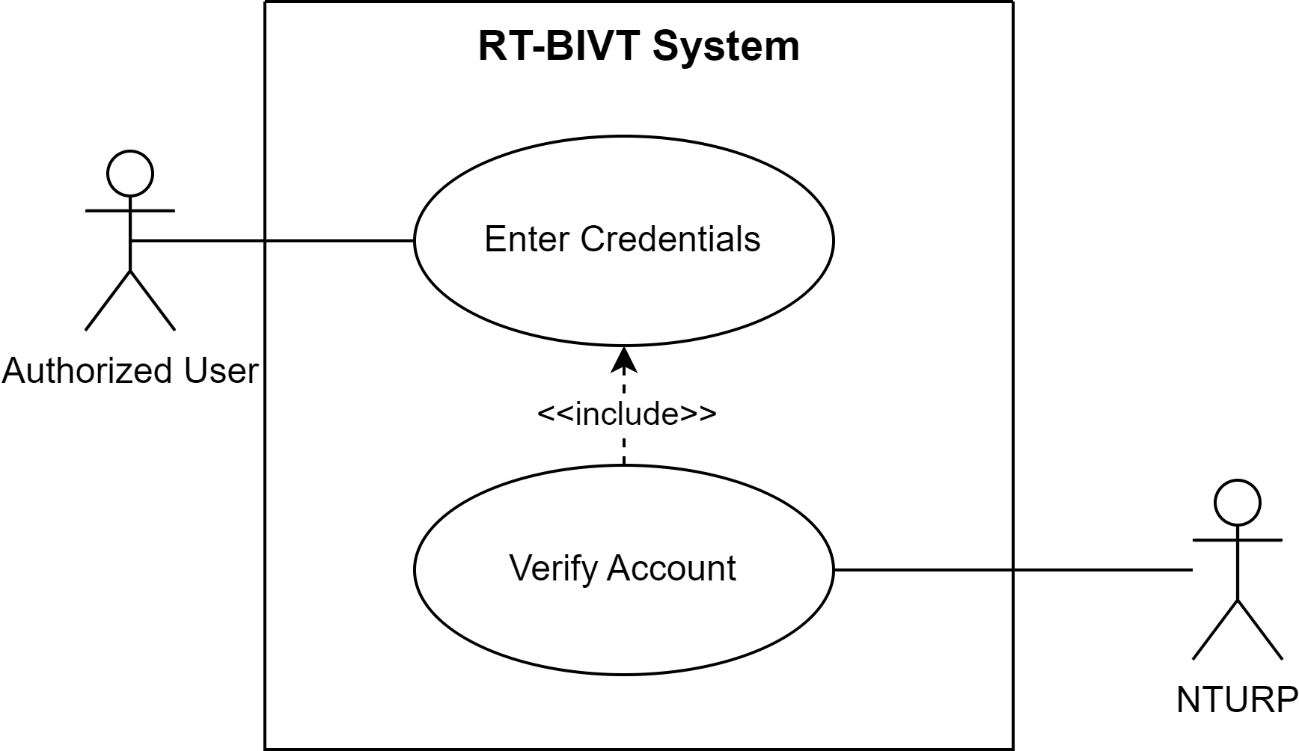 RT-BIVT System
Enter Credentials
Authorized User
<<include>>
Verify Account
NTURP